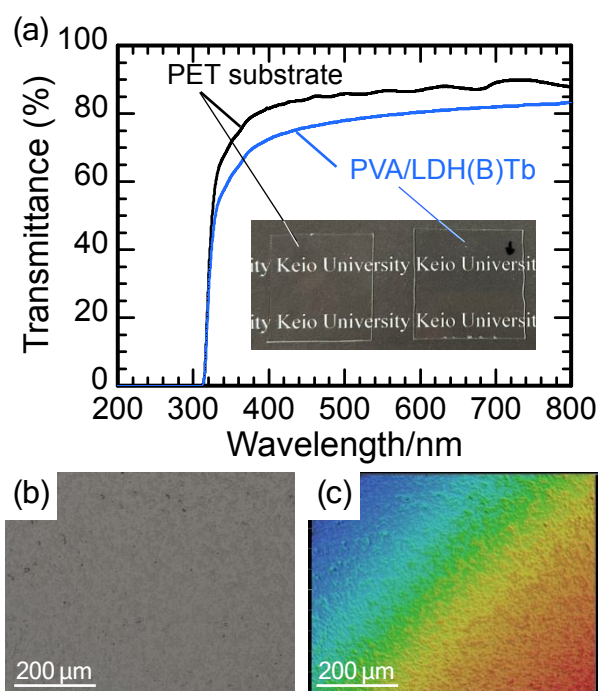 (a)
100
80
60
40
20
0
Transmittance (%)
PET substrate
PVA/LDH(B)Tb
ity Keio University Keio Universit
ity Keio University Keio Universit
200 300 400 500 600 700 800
Wavelength/nm
(b)
200 µm
(c)
200 µm